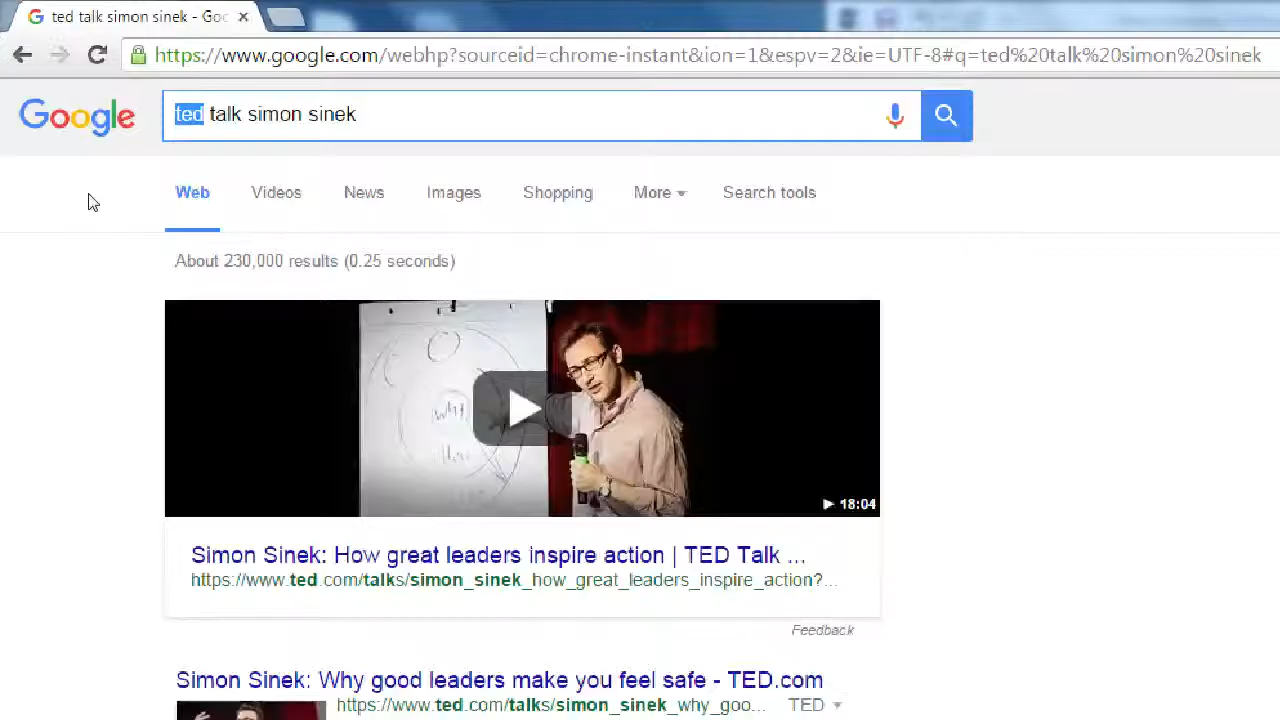 ted talk simon sinek - Goo
https://www.google.com/webhp?sourceid=chrome-instant&ion=1&espv=2&ie=UTF-8#q=ted%20talk%20simon%20sinek
Google
ted talk simon sinek
Web Videos News Images Shopping More Search tools
About 230,000 results (0.25 seconds)
why
18:04
Simon Sinek: How great leaders inspire action | TED Talk ...
https://www.ted.com/talks/simon_sinek_how_great_leaders_inspire_action?...
Feedback
Simon Sinek: Why good leaders make you feel safe - TED.com
https://www.ted.com/talks/simon_sinek_why_goo... TED